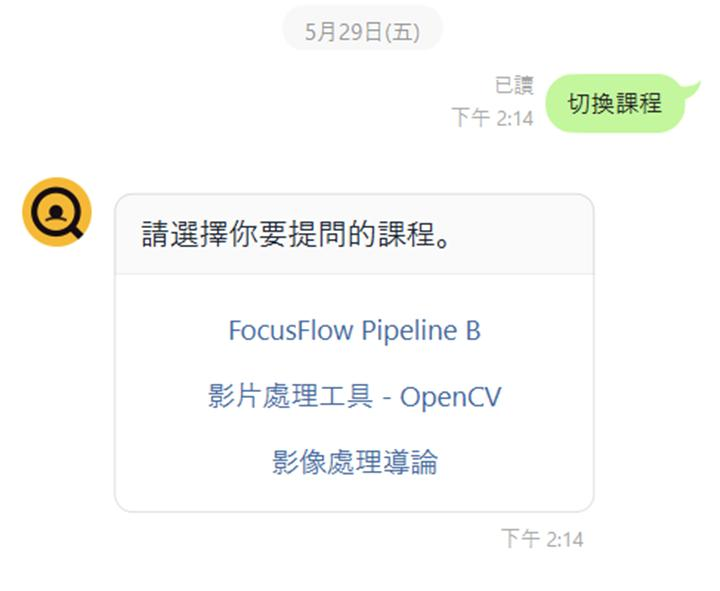 5月29日(五)
已讀
下午 2:14
切換課程
請選擇你要提問的課程。
FocusFlow Pipeline B
影片處理工具 - OpenCV
影像處理導論
下午 2:14